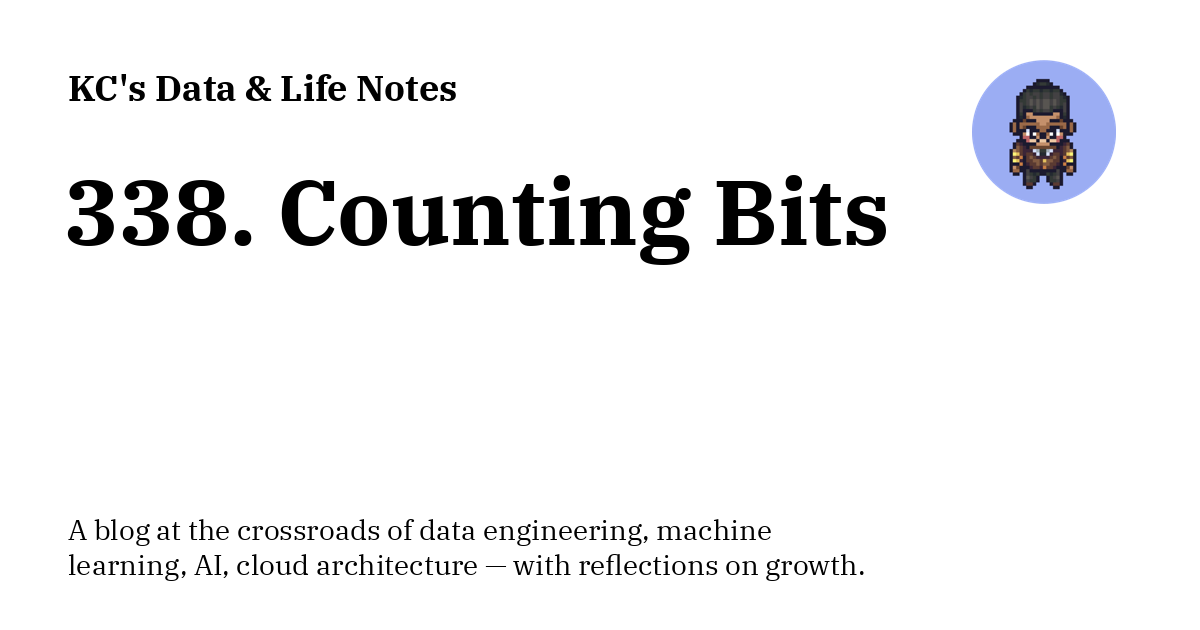 KC's Data & Life Notes
338. Counting Bits
A blog at the crossroads of data engineering, machine
learning, AI, cloud architecture — with reflections on growth.